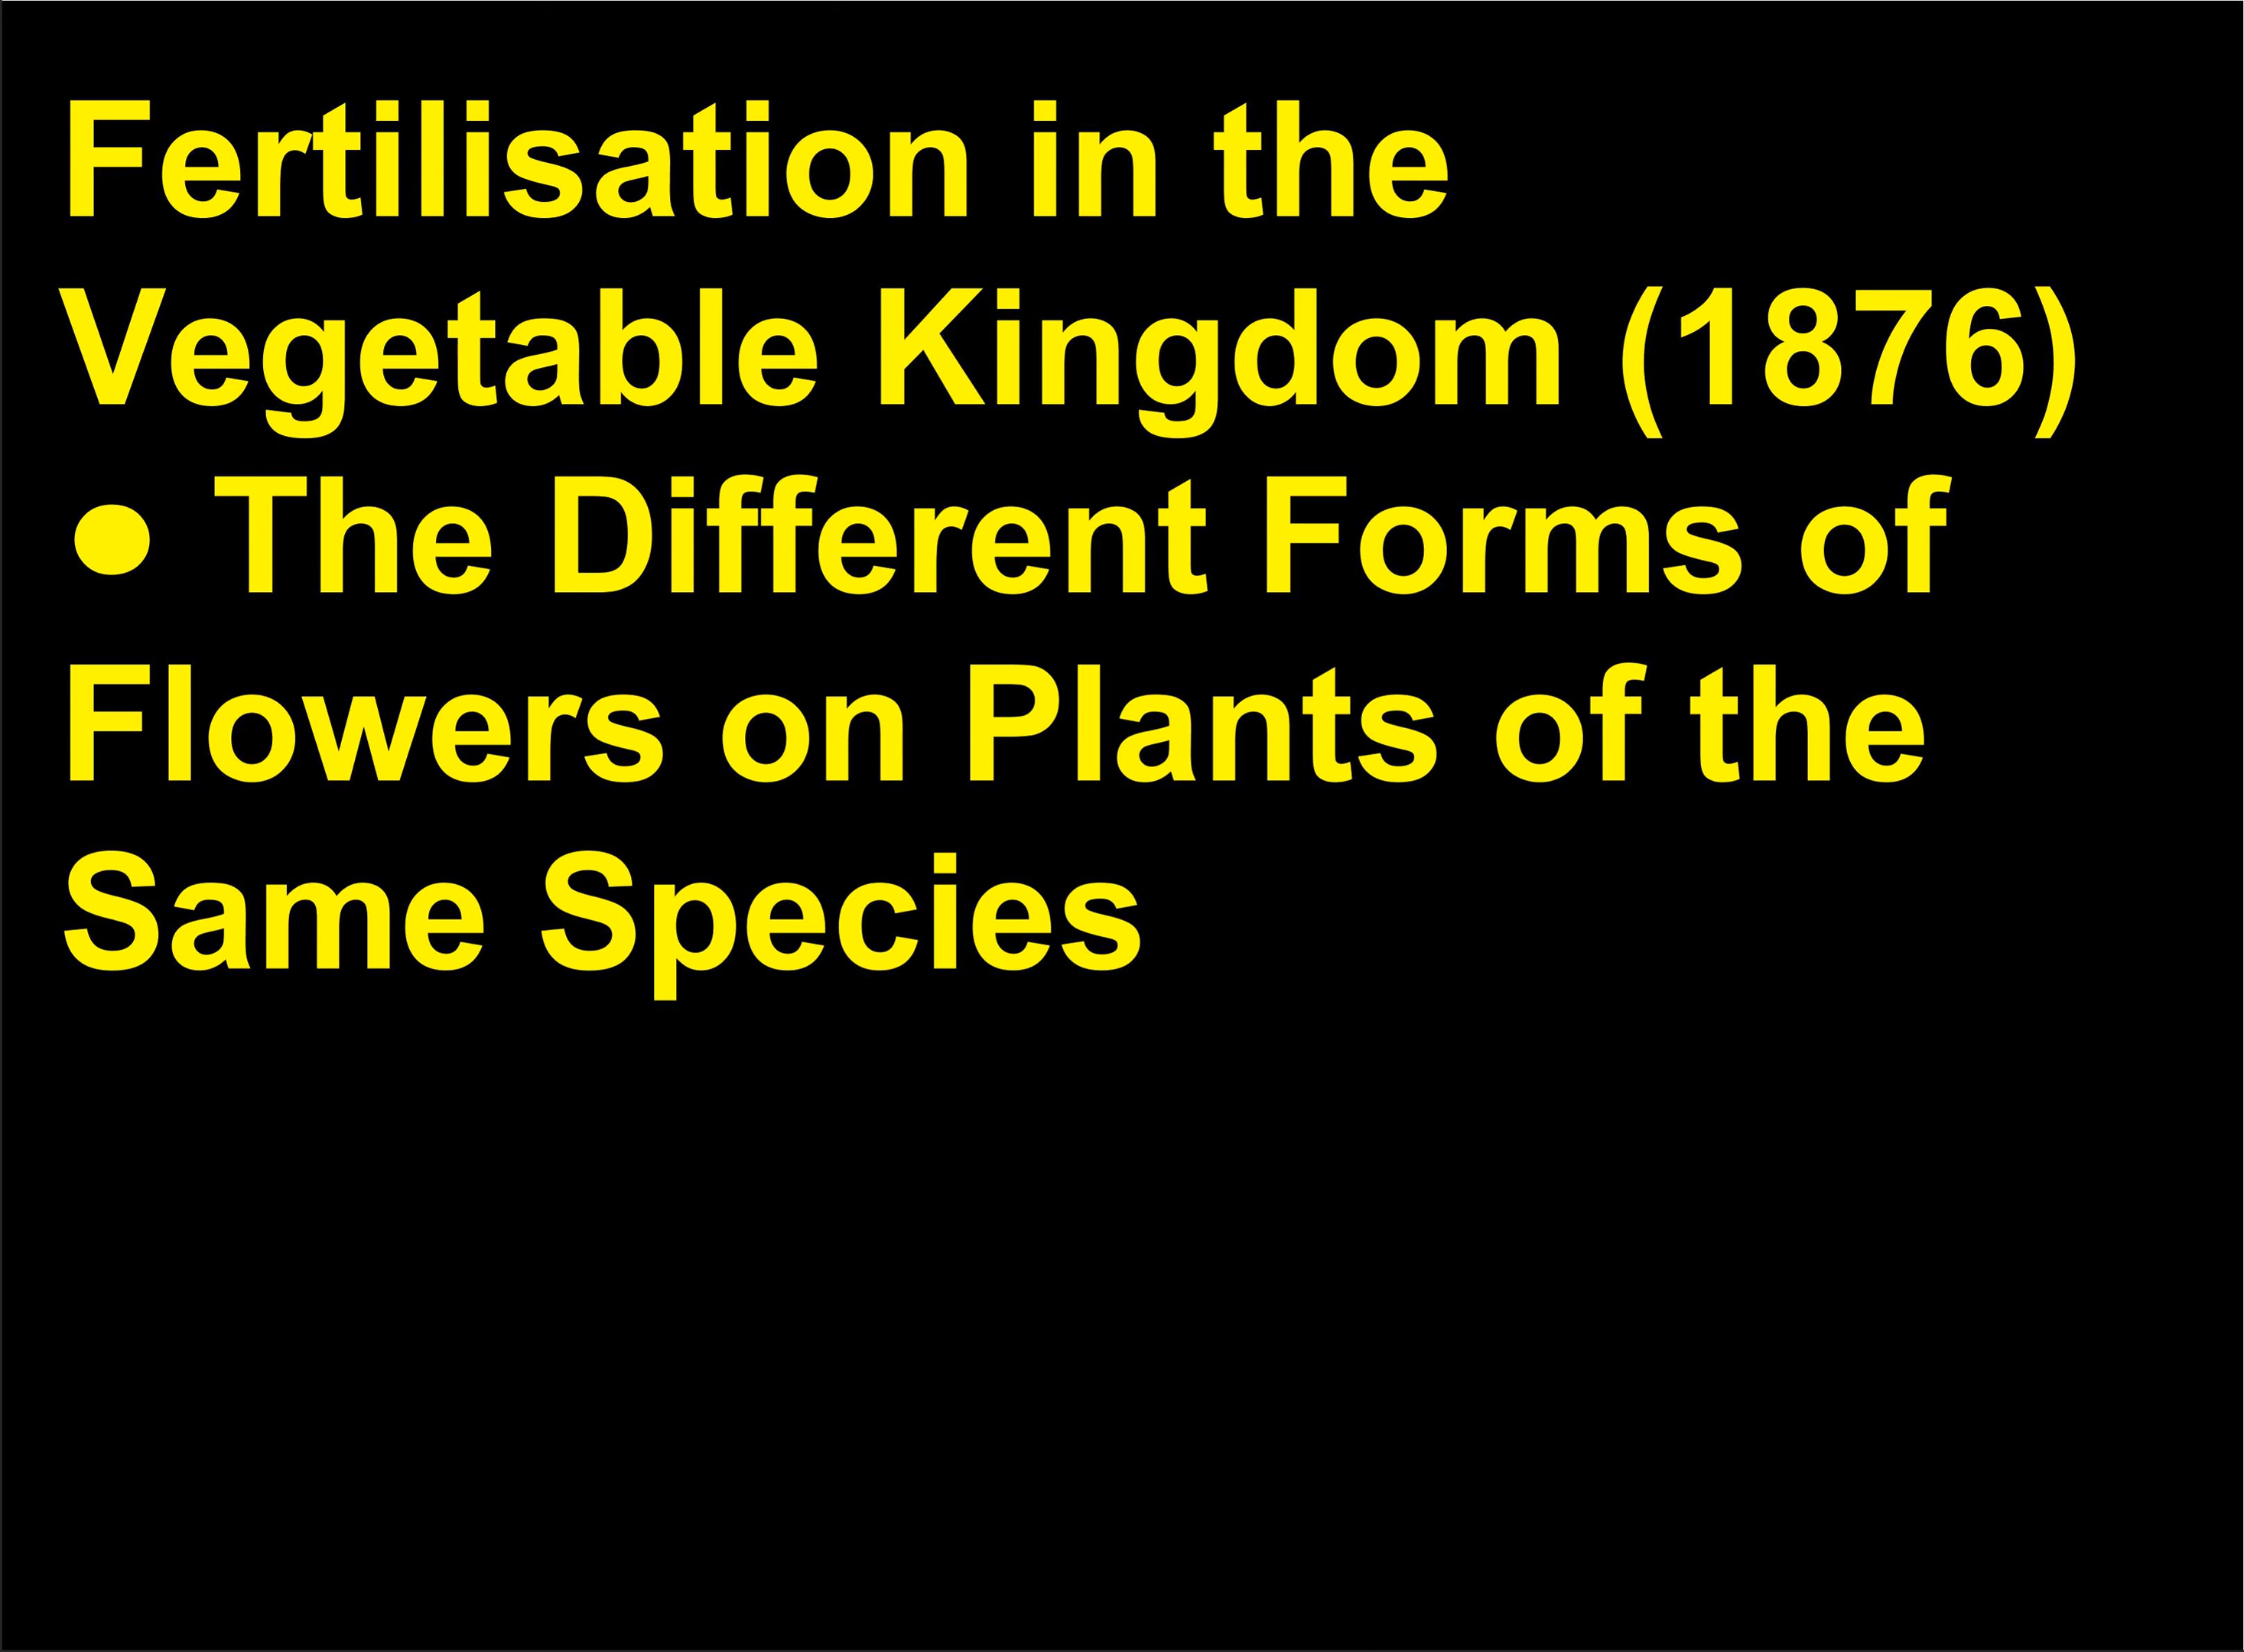 Fertilisation in the
Vegetable Kingdom (1876)
● The Different Forms of
Flowers on Plants of the
Same Species